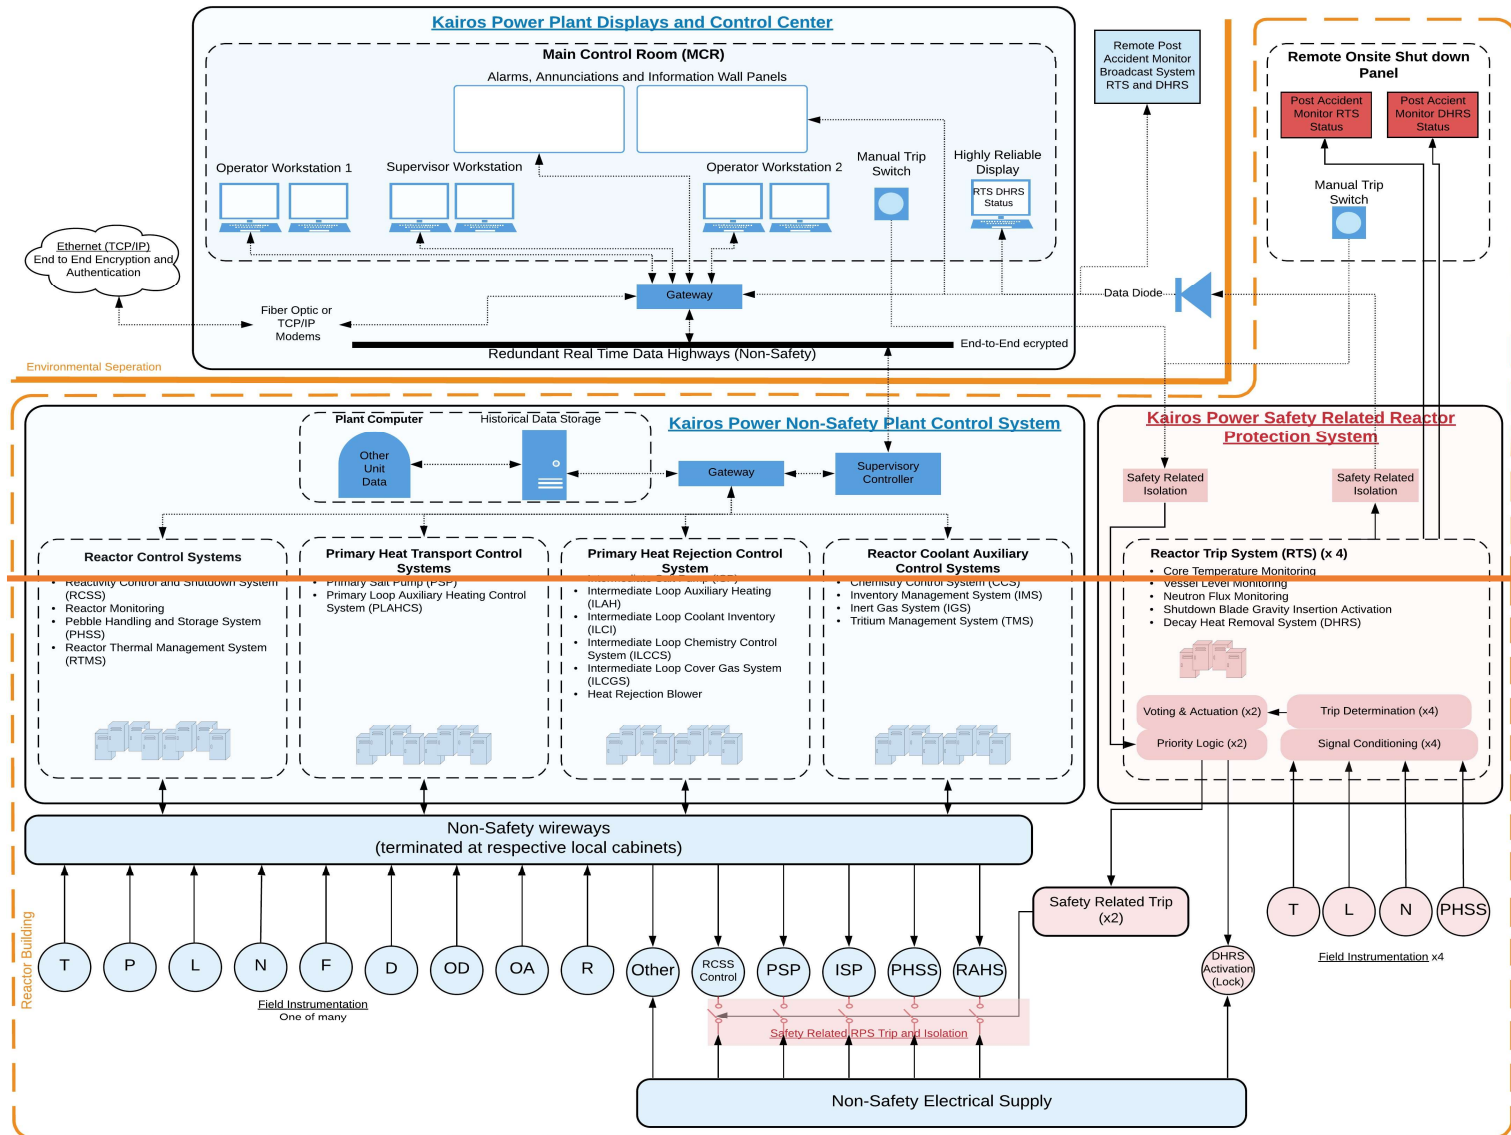 Kairos Power Plant Displays and Control Center
Main Control Room (MCR)
Alarms, Annunciations and Information Wall Panels
Operator Workstation 1
Supervisor Workstation
Operator Workstation 2
Manual Trip
Switch
Highly Reliable
Display
RTS DHRS
Status
Remote Post
Accident Monitor
Broadcast System
RTS and DHRS
Remote Onsite Shut down
Panel
Post Accident
Monitor RTS
Status
Post Accient
Monitor DHRS
Status
Manual Trip
Switch
Ethernet (TCP/IP)
End to End Encryption and
Authentication
Fiber Optic or
TCP/IP
Modems
Gateway
Data Diode
End-to-End ecrypted
Redundant Real Time Data Highways (Non-Safety)
Environmental Seperation
Kairos Power Non-Safety Plant Control System
Plant Computer
Historical Data Storage
Other
Unit
Data
Gateway
Supervisory
Controller
Reactor Control Systems
Reactivity Control and Shutdown System
(RCSS)
• Reactor Monitoring
• Pebble Handling and Storage System
(PHSS)
• Reactor Thermal Management System
(RTMS)
Primary Heat Transport Control
Systems
• Primary Salt Pump (PSP)
• Primary Loop Auxiliary Heating Control
System (PLAHCS)
Primary Heat Rejection Control
System
Intermediate Salt Pump (ISP)
• Intermediate Loop Auxiliary Heating
(ILAH)
• Intermediate Loop Coolant Inventory
(ILCI)
• Intermediate Loop Chemistry Control
System (ILCCS)
• Intermediate Loop Cover Gas System
(ILCGS)
• Heat Rejection Blower
Reactor Coolant Auxiliary
Control Systems
• Chemistry Control System (CCS)
• Inventory Management System (IMS)
• Inert Gas System (IGS)
• Tritium Management System (TMS)
Kairos Power Safety Related Reactor
Protection System
Safety Related
Isolation
Safety Related
Isolation
Reactor Trip System (RTS) (x 4)
• Core Temperature Monitoring
• Vessel Level Monitoring
• Neutron Flux Monitoring
• Shutdown Blade Gravity Insertion Activation
• Decay Heat Removal System (DHRS)
Voting & Actuation (x2)
Trip Determination (x4)
Priority Logic (x2)
Signal Conditioning (x4)
Non-Safety wireways
(terminated at respective local cabinets)
Reactor Building
T
P
L
N
F
D
OD
OA
R
Other
RCSS
Control
PSP
ISP
PHSS
RAHS
Field Instrumentation
One of many
Safety Related Trip
(x2)
DHRS
Activation
(Lock)
T
L
N
PHSS
Field Instrumentation x4
Safety Related RPS Trip and Isolation
Non-Safety Electrical Supply